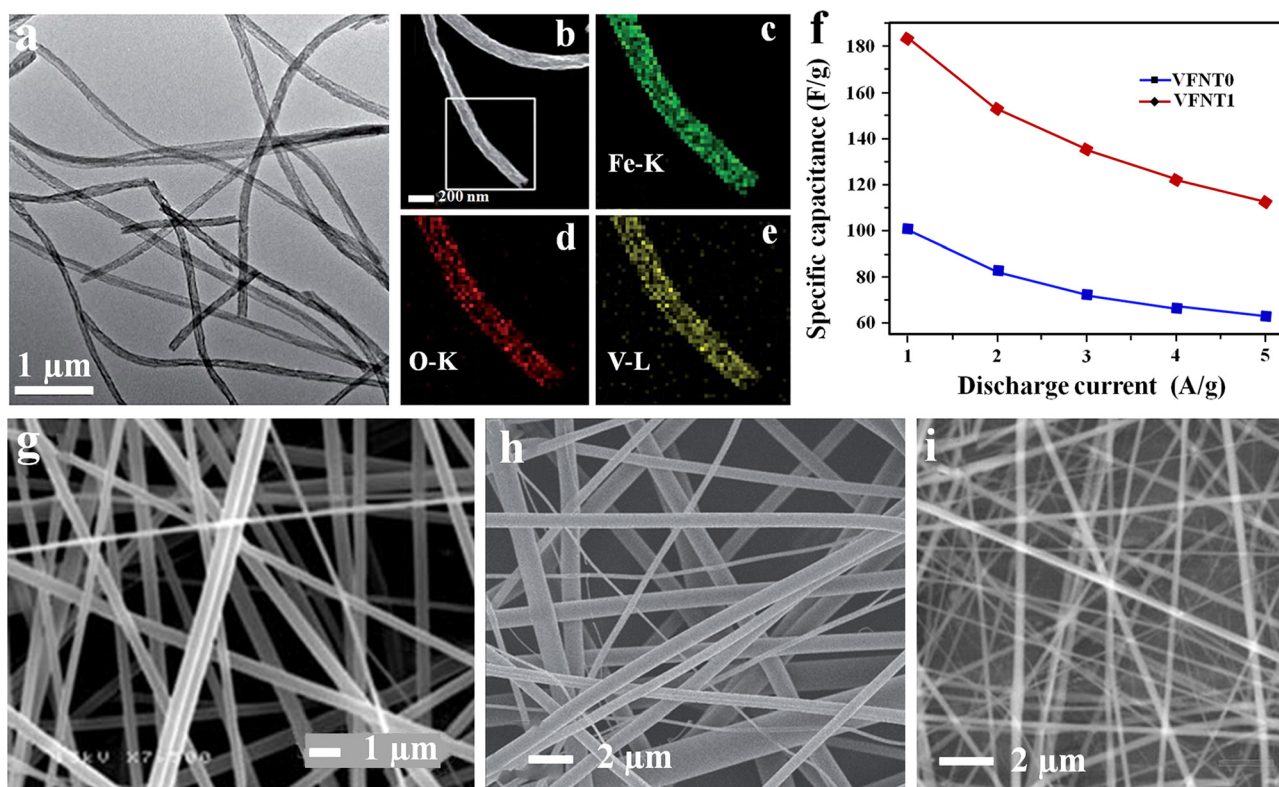 a
1 μm
b
200 nm
c
Fe-K
d
O-K
e
V-L
f
Specific capacitance (F/g)
180
160
140
120
100
80
60
VFNT0
VFNT1
1 2 3 4 5
Discharge current (A/g)
g
1 μm
h
2 μm
i
2 μm